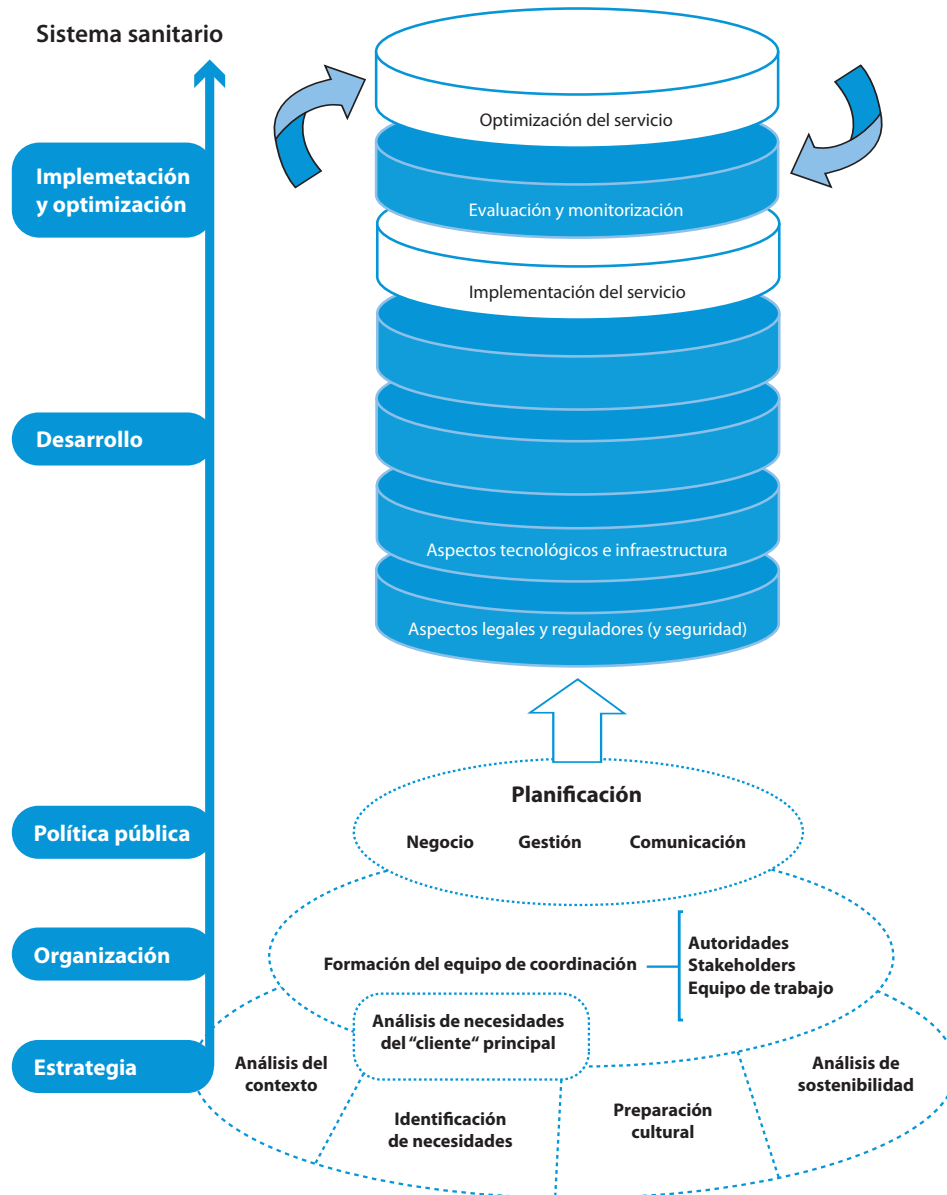 Sistema sanitario
Implemetación
y optimización
Desarrollo
Política pública
Organización
Estrategia
Optimización del servicio
Evaluación y monitorización
Implementación del servicio
Aspectos tecnológicos e infraestructura
Aspectos legales y reguladores (y seguridad)
Planificación
Negocio Gestión Comunicación
Formación del equipo de coordinación
Autoridades
Stakeholders
Equipo de trabajo
Análisis de necesidades
del “cliente“ principal
Análisis del
contexto
Identificación
de necesidades
Preparación
cultural
Análisis de
sostenibilidad